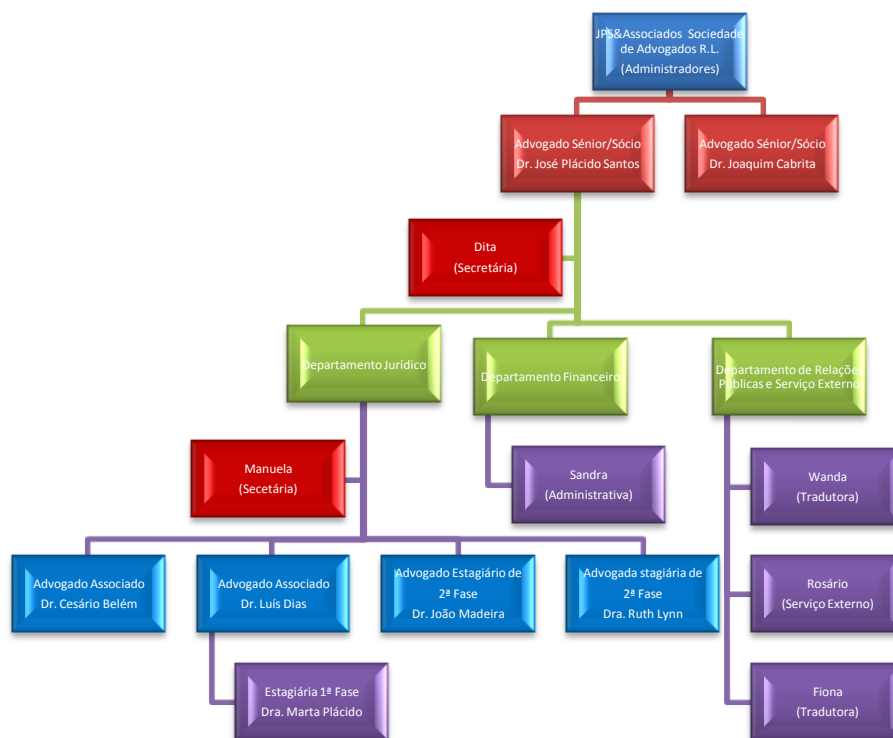 JPS&Associados Sociedade
de Advogados R.L.
(Administradores)
Advogado Sénior/Sócio
Dr. José Plácido Santos
Advogado Sénior/Sócio
Dr. Joaquim Cabrita
Dita
(Secretária)
Departamento Jurídico
Departamento Financeiro
Departamento de Relações
Públicas e Serviço Externo
Manuela
(Secetária)
Sandra
(Administrativa)
Wanda
(Tradutora)
Advogado Associado
Dr. Cesário Belém
Advogado Associado
Dr. Luís Dias
Advogado Estagiário de
2ª Fase
Dr. João Madeira
Advogada stagiária de
2ª Fase
Dra. Ruth Lynn
Rosário
(Serviço Externo)
Estagiária 1ª Fase
Dra. Marta Plácido
Fiona
(Tradutora)